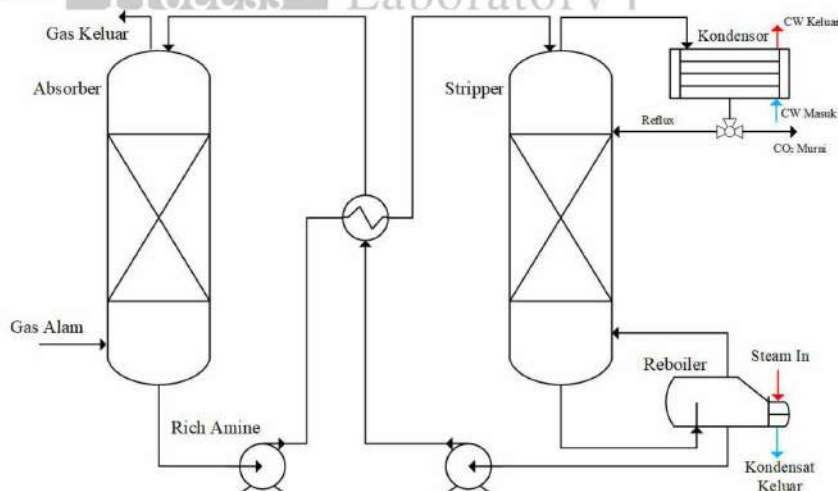 Laboratory
Gas Keluar
Absorber
Stripper
Kondensor
CW Keluar
CW Masuk
Reflux
CO₂ Murni
Gas Alam
Rich Amine
Reboiler
Steam In
Kondensat
Keluar